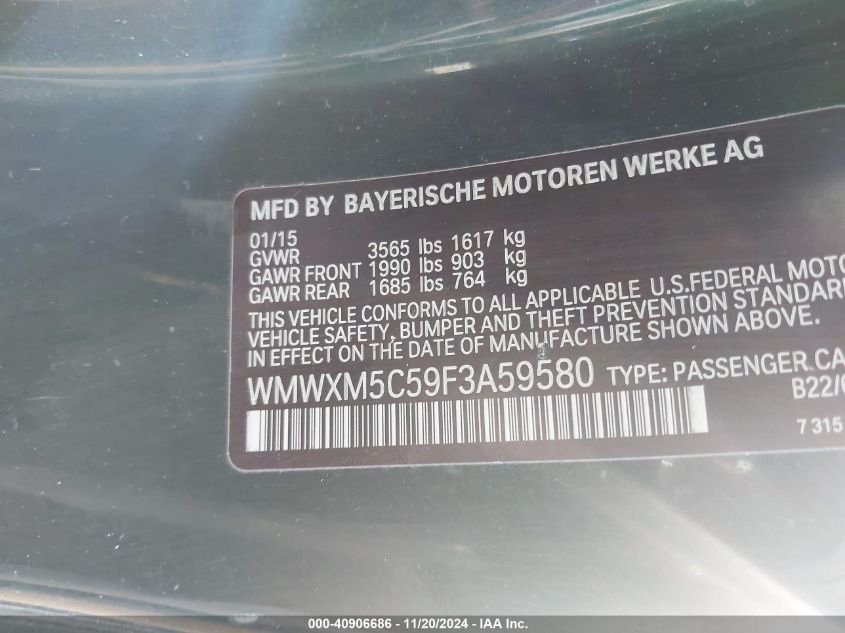 MFD BY BAYERISCHE MOTOREN WERKE AG
01/15
GVWR 3565 lbs 1617 kg
GAWR FRONT 1990 lbs 903 kg
GAWR REAR 1685 lbs 764 kg
THIS VEHICLE CONFORMS TO ALL APPLICABLE U.S.FEDERAL MOTO
VEHICLE SAFETY, BUMPER AND THEFT PREVENTION STANDAR
IN EFFECT ON THE DATE OF MANUFACTURE SHOWN ABOVE.
WMWXM5C59F3A59580 TYPE: PASSENGER CA
B22/
7 315
000-40906686 - 11/20/2024 - IAA Inc.